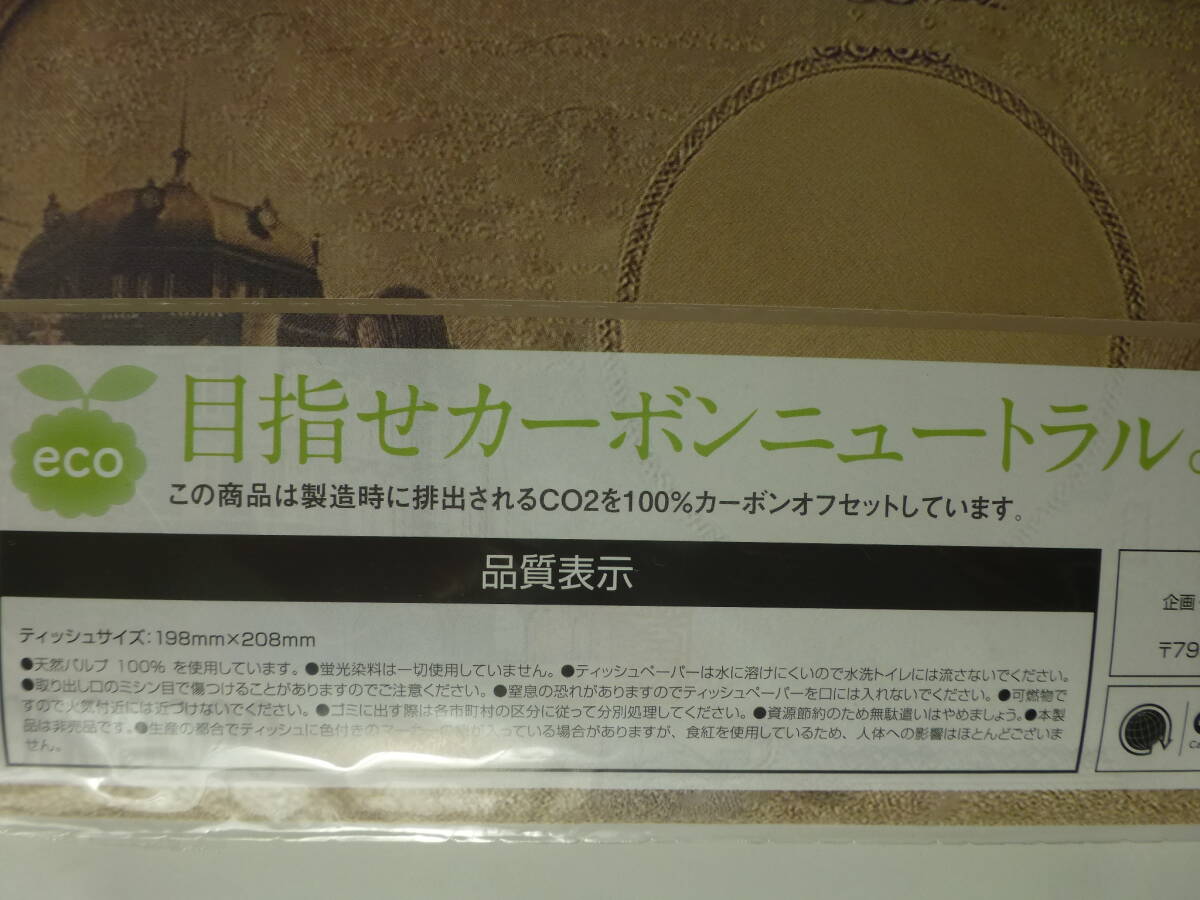 eco
目指せカーボンニュートラル。
この商品は製造時に排出されるCO2を100%カーボンオフセットしています。
品質表示
ティッシュサイズ:198mm×208mm
●天然パルプ 100% を使用しています。●蛍光染料は一切使用していません。●ティッシュペーパーは水に溶けにくいので水洗トイレには流さないでください。
●取り出し口のミシン目で傷つけることがありますのでご注意ください。●窒息の恐れがありますのでティッシュペーパーを口には入れないでください。●可燃物で
すので火気付近には近づけないでください。●ゴミに出す際は各市町村の区分に従って分別処理してください。●資源節約のため無駄遣いはやめましょう。●本製
品は非売品です。●生産の都合でティッシュに色付きの が入っている場合がありますが、食紅を使用しているため、人体への影響はほとんどございま
せん。
企画
〒79